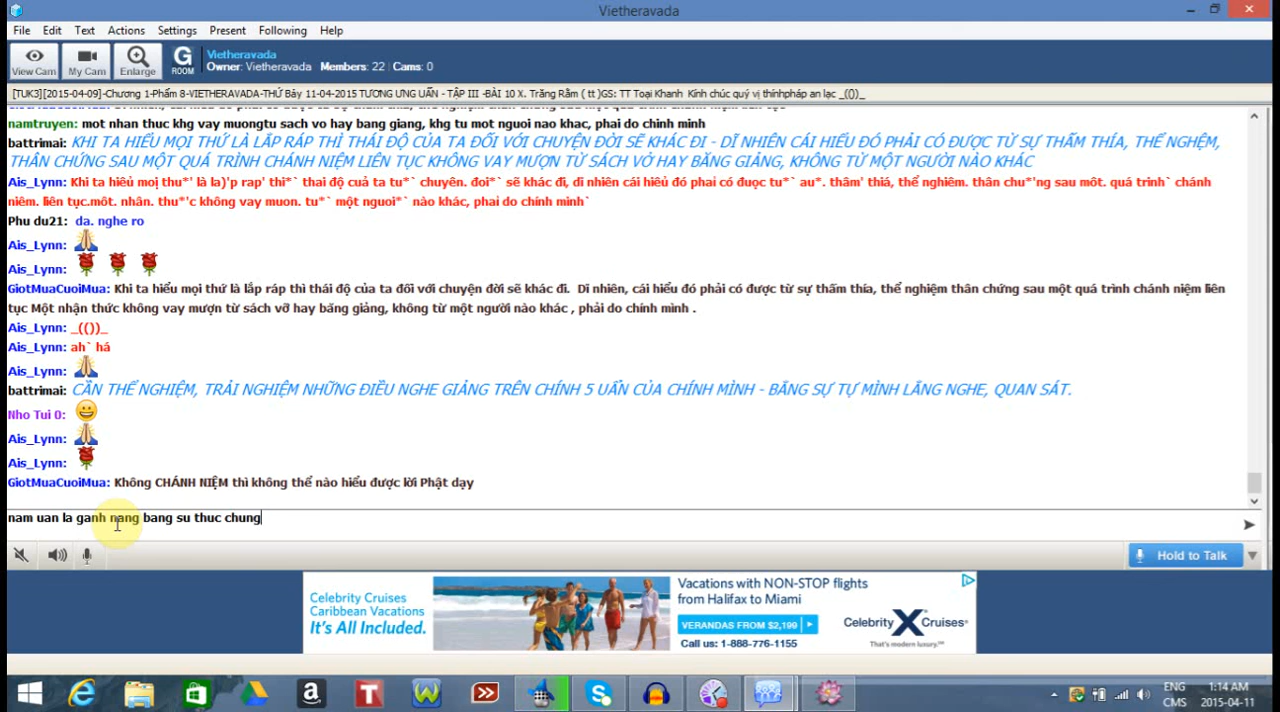 Vietheravada
File Edit Text Actions Settings Present Following Help
View Cam My Cam Enlarge G ROOM Vietheravada
Owner: Vietheravada Members: 22 Cams: 0
[TUK3][2015-04-09]-Chương 1-Phẩm 8-VIETHERAVADA-THỨ Bảy 11-04-2015 TƯƠNG ƯNG UẨN - TẬP III -BÀI 10 X. Trăng Rằm ( tt )GS: TT Toại Khanh Kính chúc quý vị thínhpháp an lạc _(())_
namtruyen: mot nhan thuc khg vay muongtu sach vo hay bang giang, khg tu mot nguoi nao khac, phai do chinh minh
battrimai: KHI TA HIỂU MỌI THỨ LÀ LẮP RÁP THÌ THÁI ĐỘ CỦA TA ĐỐI VỚI CHUYỆN ĐỜI SẼ KHÁC ĐI - DĨ NHIÊN CÁI HIỂU ĐÓ PHẢI CÓ ĐƯỢC TỪ SỰ THẤM THÍA, THỂ NGHỆM,
THÂN CHỨNG SAU MỘT QUÁ TRÌNH CHÁNH NIỆM LIÊN TỤC KHÔNG VAY MƯỢN TỪ SÁCH VỞ HAY BĂNG GIẢNG, KHÔNG TỪ MỘT NGƯỜI NÀO KHÁC
Ais_Lynn: Khi ta hiểu moị thu*' là la)'p rap' thi*` thai độ cuả ta tu*` chuyên. đoi*` sẽ khác đi, di nhiên cái hiểu đó phai có đuọc tu*` au*. thâm' thiá, thể nghiêm. thân chu*'ng sau môt. quá trinh` chánh
niêm. liên tục.môt. nhân. thu*'c không vay muon. tu*` một nguoi*` nào khác, phai do chính minh`
Phu du21: da. nghe ro
Ais_Lynn:
Ais_Lynn:
GiotMuaCuoiMua: Khi ta hiểu mọi thứ là lắp ráp thì thái độ của ta đối với chuyện đời sẽ khác đi. Dĩ nhiên, cái hiểu đó phải có được từ sự thấm thía, thể nghiệm thân chứng sau một quá trình chánh niệm liên
tục Một nhận thức không vay mượn từ sách vỡ hay băng giảng, không từ một người nào khác , phải do chính mình .
Ais_Lynn: _(())_
Ais_Lynn: ah` há
Ais_Lynn:
battrimai: CẦN THỂ NGHIỆM, TRẢI NGHIỆM NHỮNG ĐIỀU NGHE GIẢNG TRÊN CHÍNH 5 UẨN CỦA CHÍNH MÌNH - BẰNG SỰ TỰ MÌNH LẮNG NGHE, QUAN SÁT.
Nho Tui 0:
Ais_Lynn:
Ais_Lynn:
GiotMuaCuoiMua: Không CHÁNH NIỆM thì không thể nào hiểu được lời Phật dạy
nam uan la ganh nang bang su thuc chung
Hold to Talk
Celebrity Cruises
Caribbean Vacations
It's All Included.
Vacations with NON-STOP flights
from Halifax to Miami
VERANDAS FROM $2,199
Call us: 1-888-776-1155
Celebrity X Cruises
That's modern luxury.
ENG 1:14 AM
CMS 2015-04-11